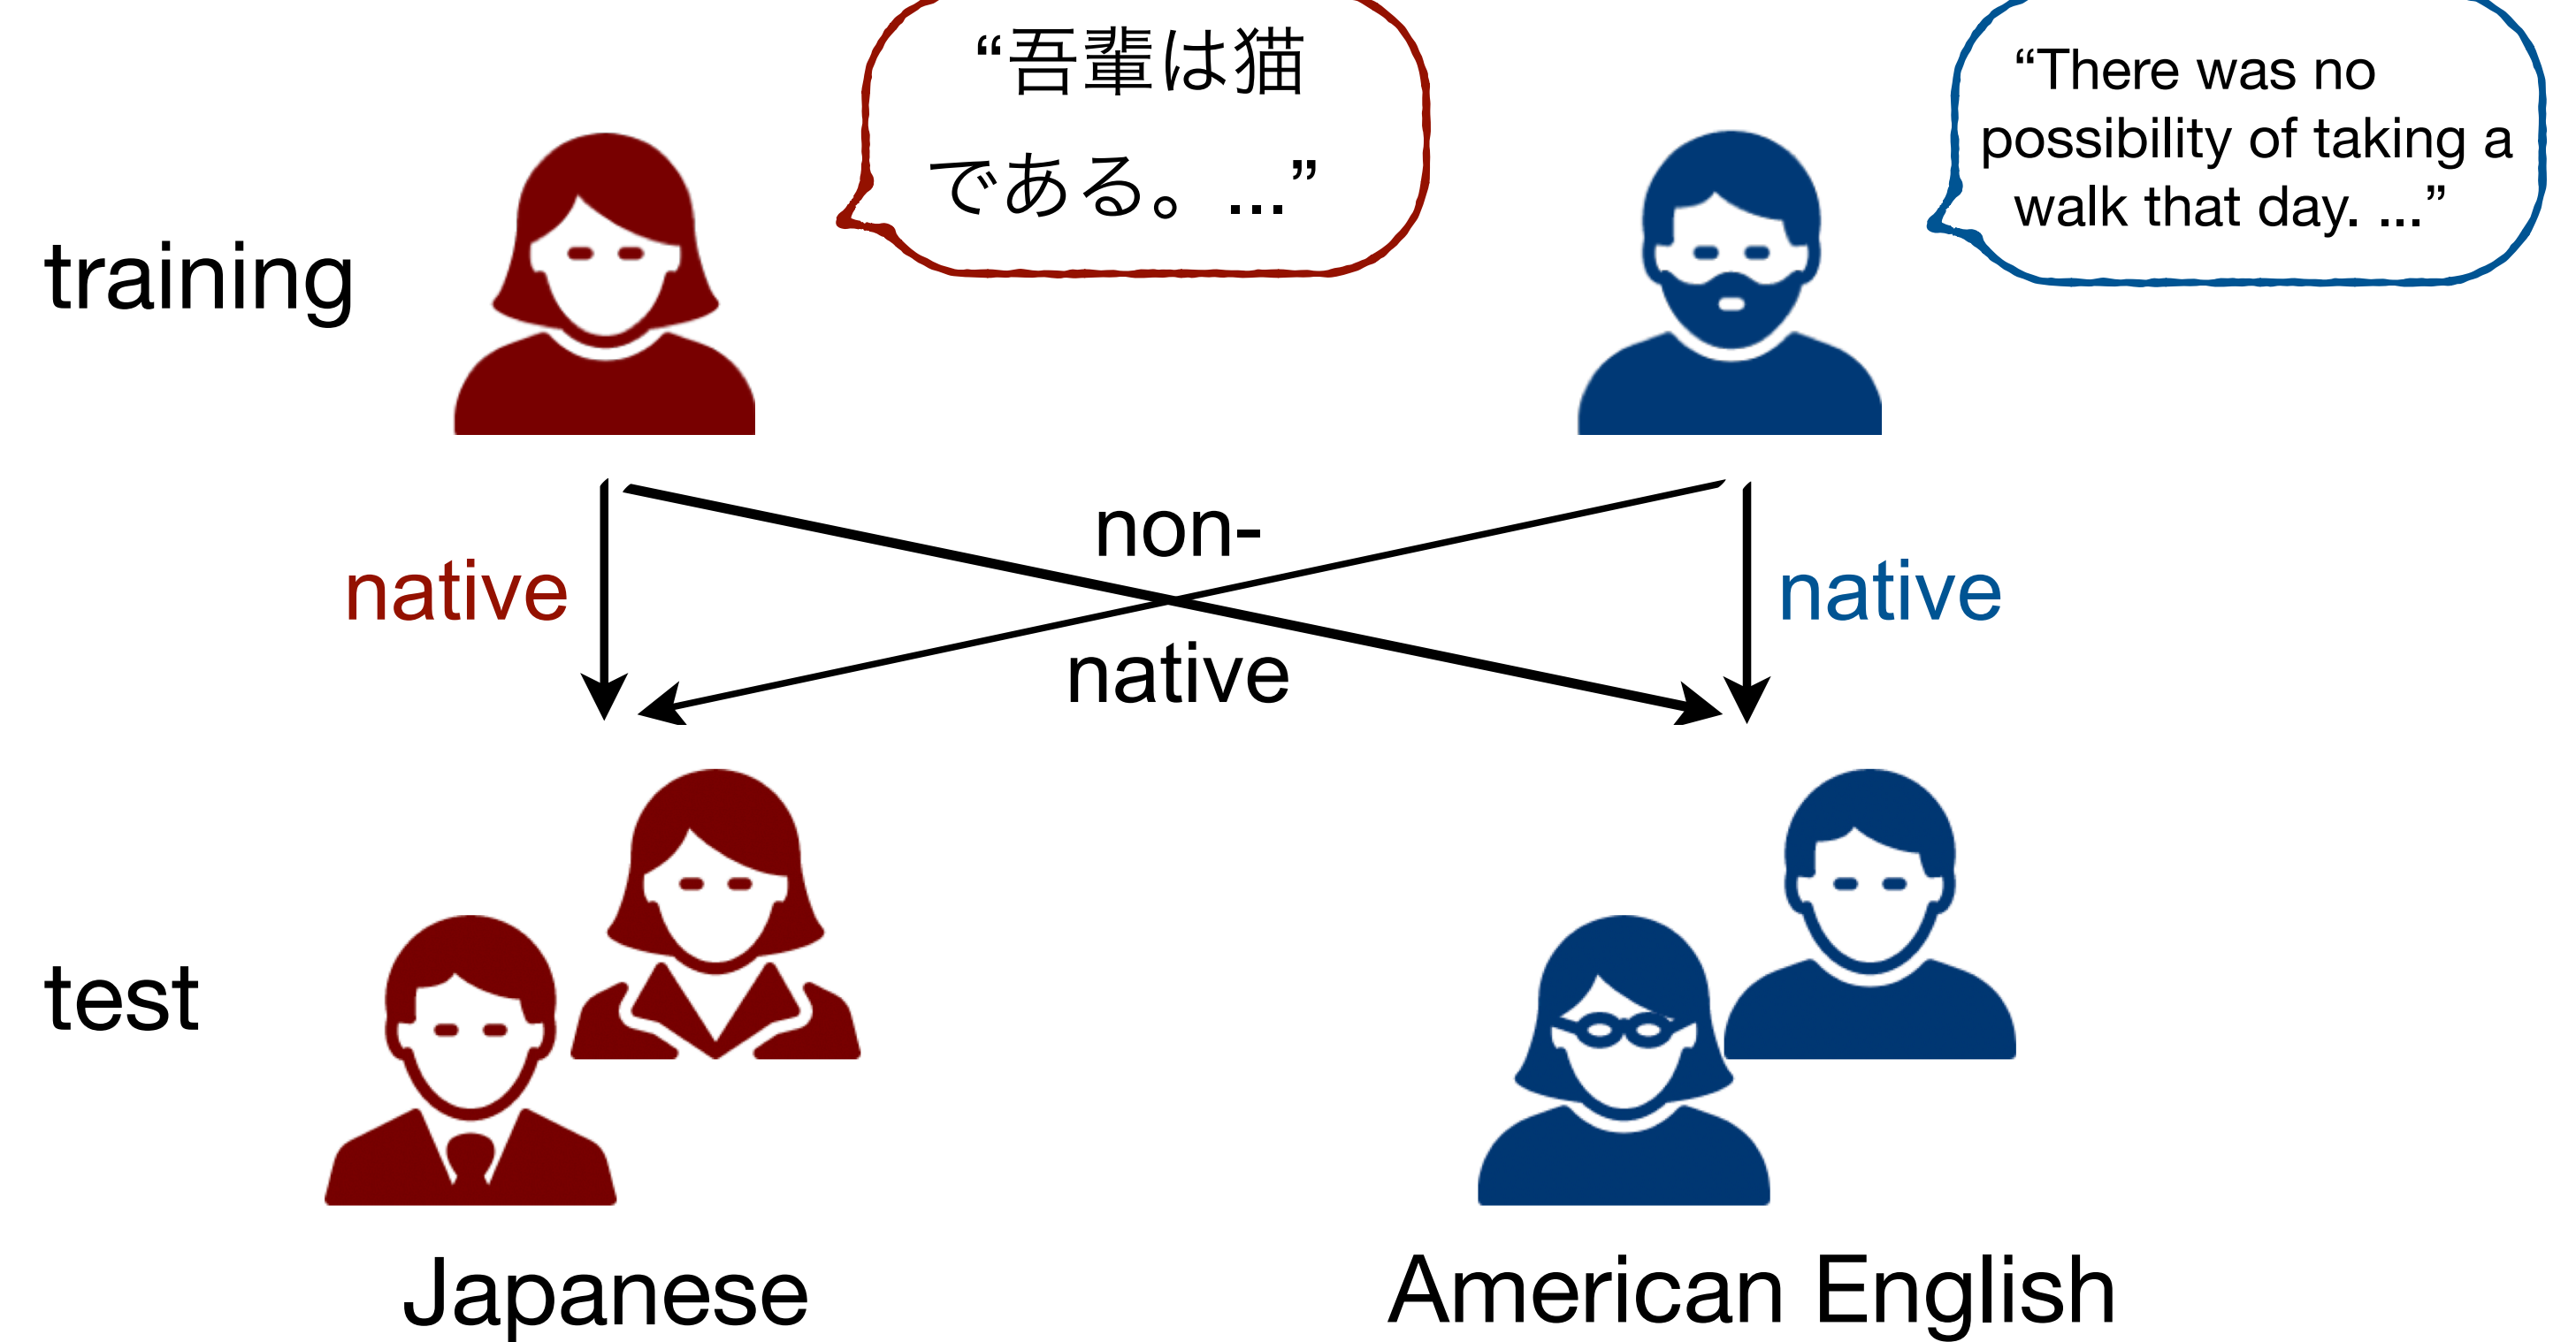 “吾輩は猫
である。...”
“There was no
possibility of taking a
walk that day. ...”
training
non-
native
native
native
test
Japanese
American English